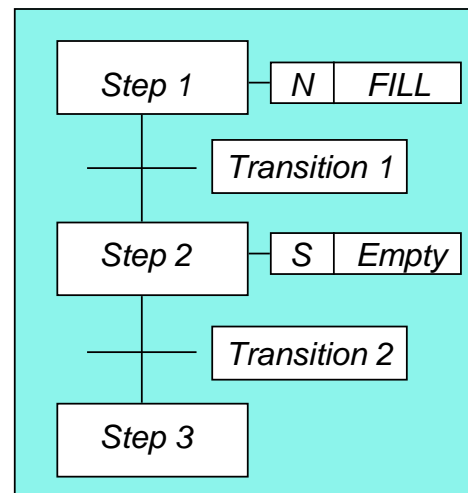 Step 1 N FILL
Transition 1
Step 2 S Empty
Transition 2
Step 3